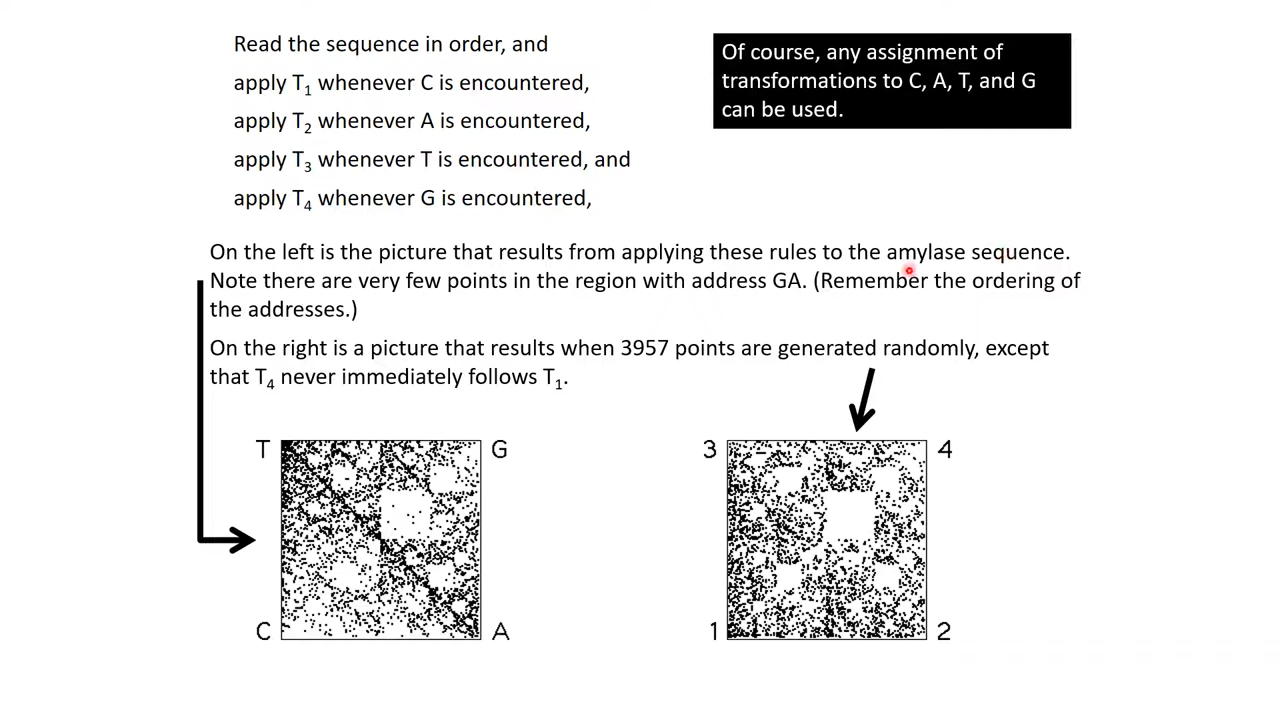 Read the sequence in order, and
apply T₁ whenever C is encountered,
apply T₂ whenever A is encountered,
apply T₃ whenever T is encountered, and
apply T₄ whenever G is encountered,
Of course, any assignment of
transformations to C, A, T, and G
can be used.
On the left is the picture that results from applying these rules to the amylase sequence.
Note there are very few points in the region with address GA. (Remember the ordering of
the addresses.)
On the right is a picture that results when 3957 points are generated randomly, except
that T₄ never immediately follows T₁.
T G
C A
3 4
1 2